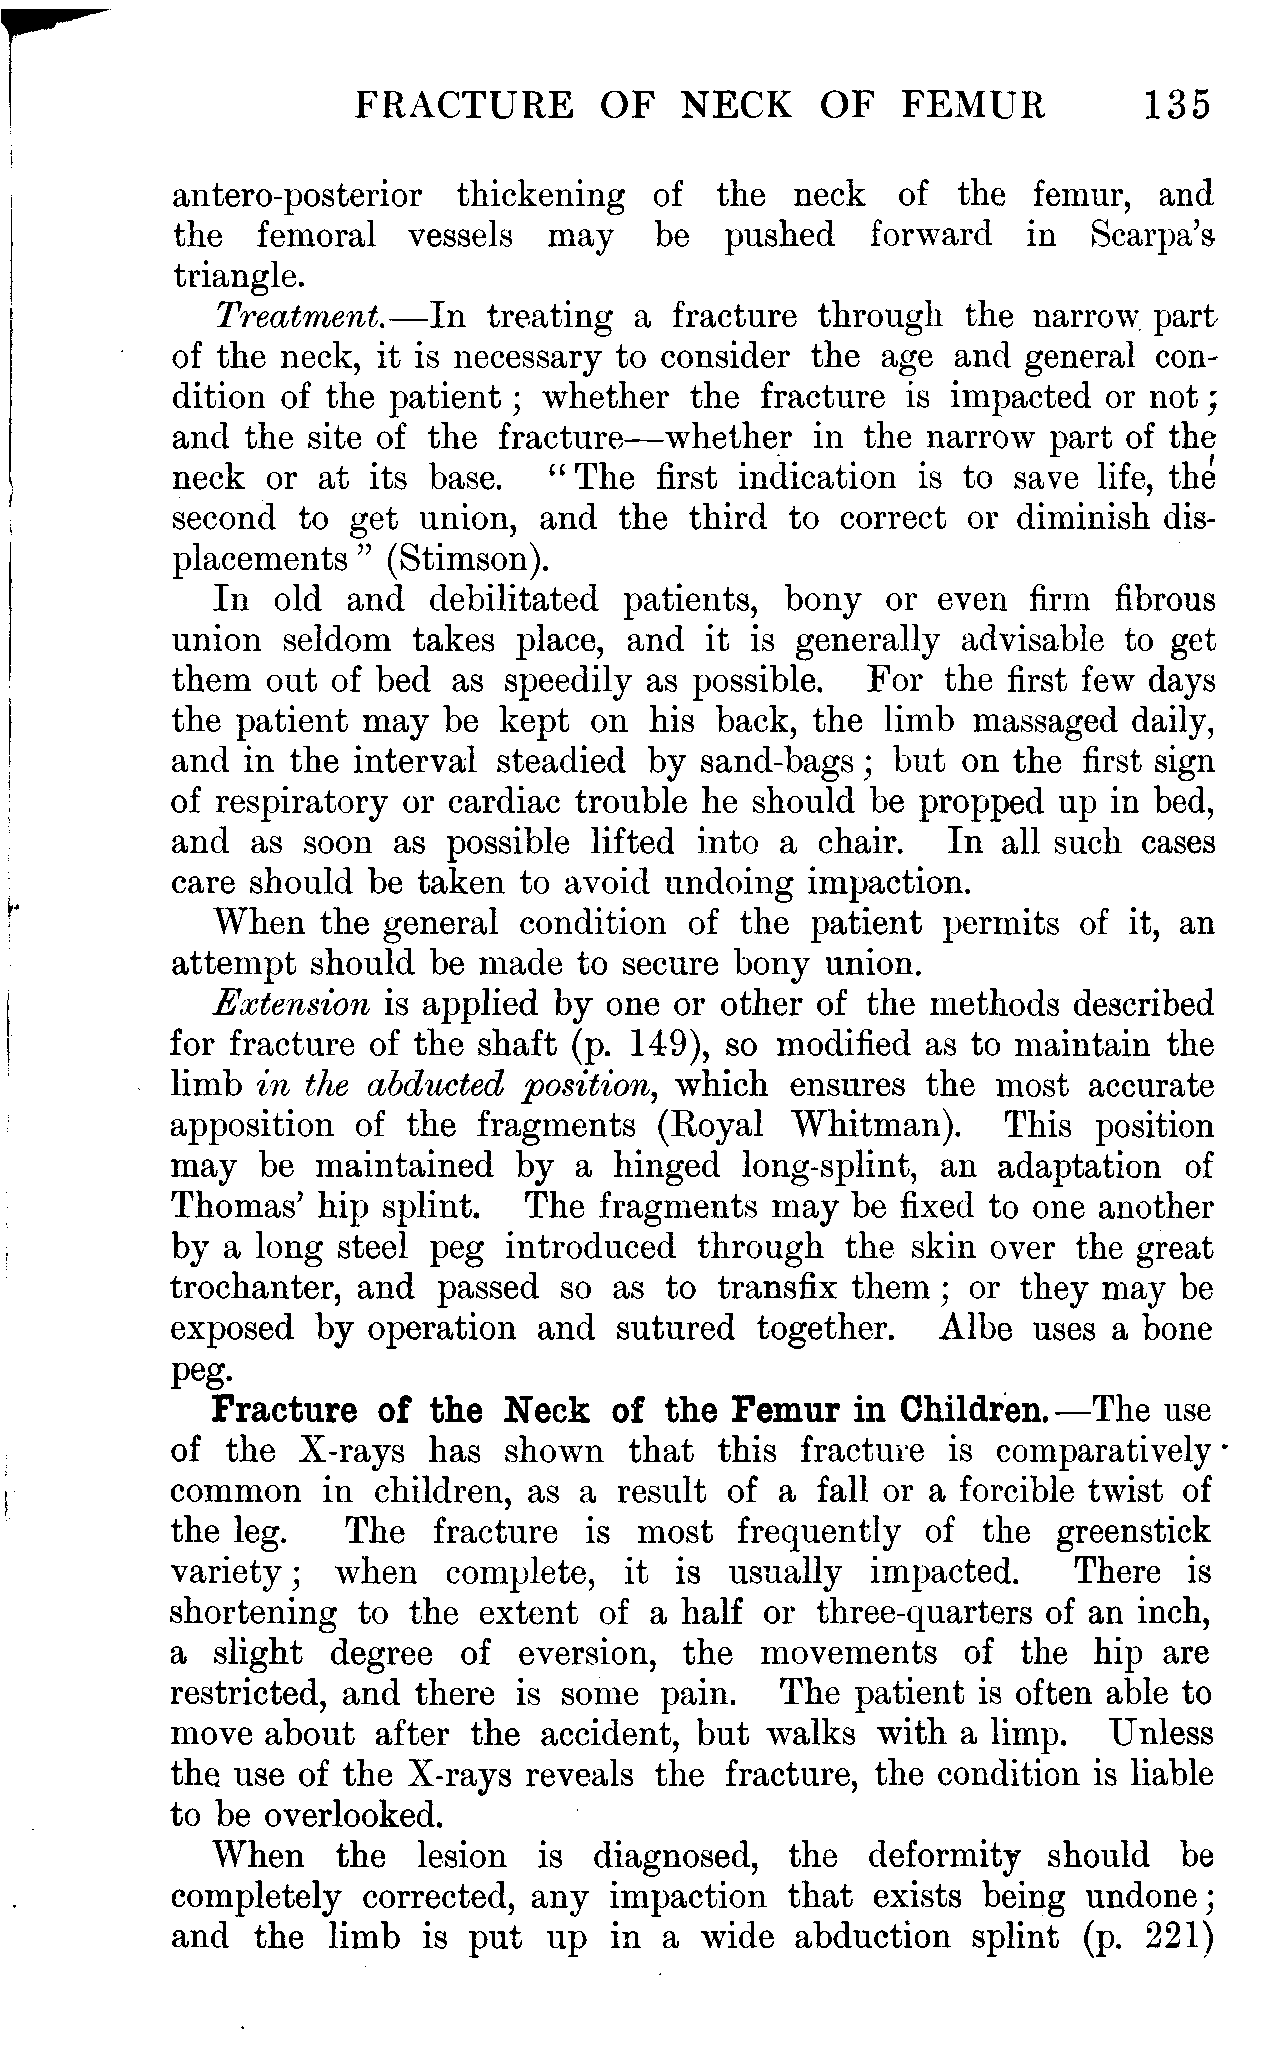 FRACTURE OF NECK OF FEMUR 135
antero-posterior thickening of the neck of the femur, and
the femoral vessels may be pushed forward in Scarpa's
triangle.
Treatment.—In treating a fracture through the narrow part
of the neck, it is necessary to consider the age and general con-
dition of the patient; whether the fracture is impacted or not;
and the site of the fracture—whether in the narrow part of the
neck or at its base. "The first indication is to save life, the
second to get union, and the third to correct or diminish dis-
placements" (Stimson).
In old and debilitated patients, bony or even firm fibrous
union seldom takes place, and it is generally advisable to get
them out of bed as speedily as possible. For the first few days
the patient may be kept on his back, the limb massaged daily,
and in the interval steadied by sand-bags; but on the first sign
of respiratory or cardiac trouble he should be propped up in bed,
and as soon as possible lifted into a chair. In all such cases
care should be taken to avoid undoing impaction.
When the general condition of the patient permits of it, an
attempt should be made to secure bony union.
Extension is applied by one or other of the methods described
for fracture of the shaft (p. 149), so modified as to maintain the
limb in the abducted position, which ensures the most accurate
apposition of the fragments (Royal Whitman). This position
may be maintained by a hinged long-splint, an adaptation of
Thomas' hip splint. The fragments may be fixed to one another
by a long steel peg introduced through the skin over the great
trochanter, and passed so as to transfix them; or they may be
exposed by operation and sutured together. Albe uses a bone
peg.
Fracture of the Neck of the Femur in Children.—The use
of the X-rays has shown that this fracture is comparatively
common in children, as a result of a fall or a forcible twist of
the leg. The fracture is most frequently of the greenstick
variety; when complete, it is usually impacted. There is
shortening to the extent of a half or three-quarters of an inch,
a slight degree of eversion, the movements of the hip are
restricted, and there is some pain. The patient is often able to
move about after the accident, but walks with a limp. Unless
the use of the X-rays reveals the fracture, the condition is liable
to be overlooked.
When the lesion is diagnosed, the deformity should be
completely corrected, any impaction that exists being undone;
and the limb is put up in a wide abduction splint (p. 221)